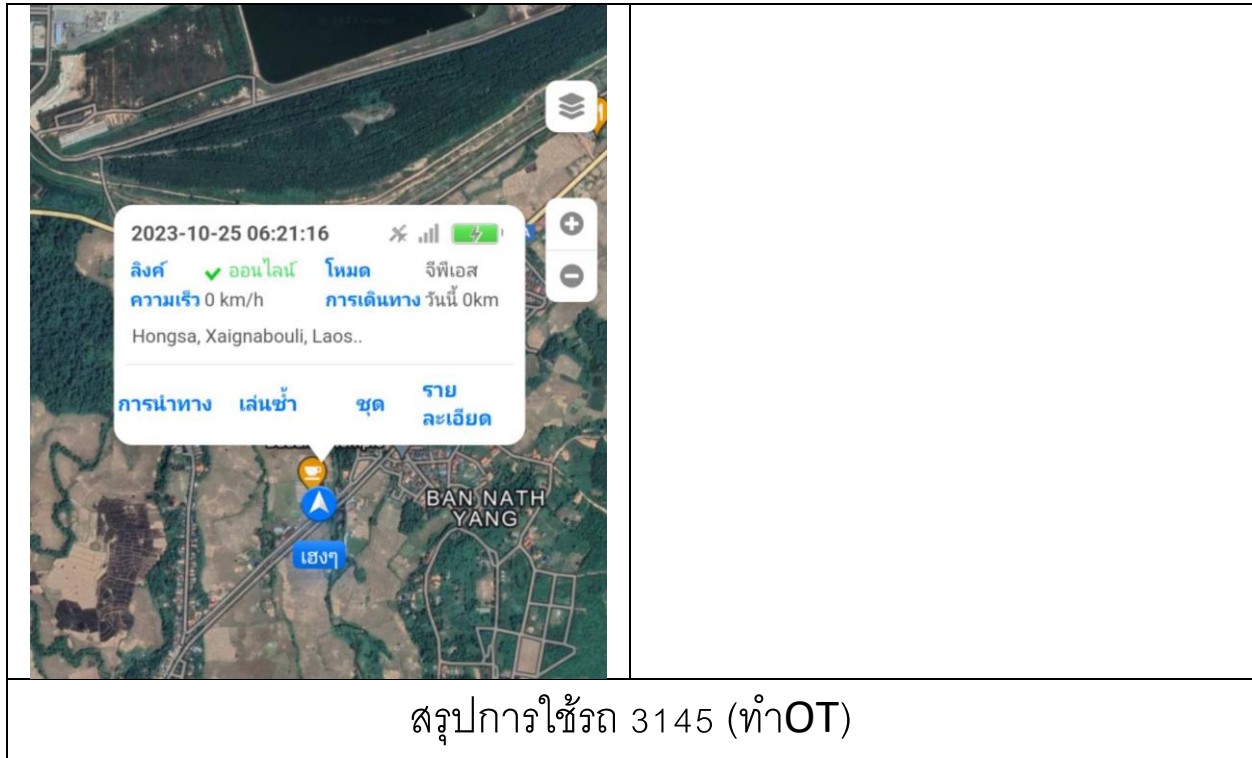 2023-10-25 06:21:16
ลิงค์ ออนไลน์ โหมด จีพีเอส
ความเร็ว 0 km/h การเดินทาง วันนี้ 0km
Hongsa, Xaignabouli, Laos..
การนำทาง เล่นซ้ำ ชุด ราย
ละเอียด
BAN NATH
YANG
เฮงๆ
สรุปการใช้รถ 3145 (ทำOT)